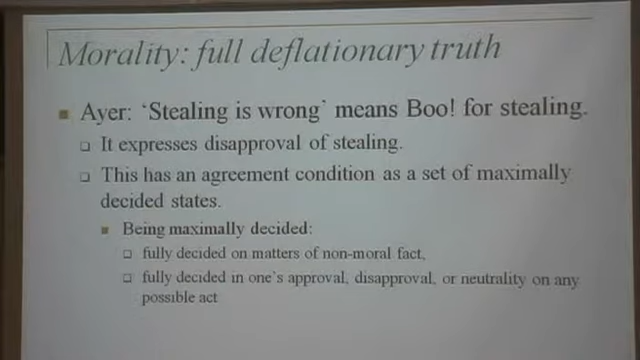 Morality: full deflationary truth
Ayer: ‘Stealing is wrong’ means Boo! for stealing.
It expresses disapproval of stealing.
This has an agreement condition as a set of maximally
decided states.
Being maximally decided:
fully decided on matters of non-moral fact,
fully decided in one's approval, disapproval, or neutrality on any
possible act